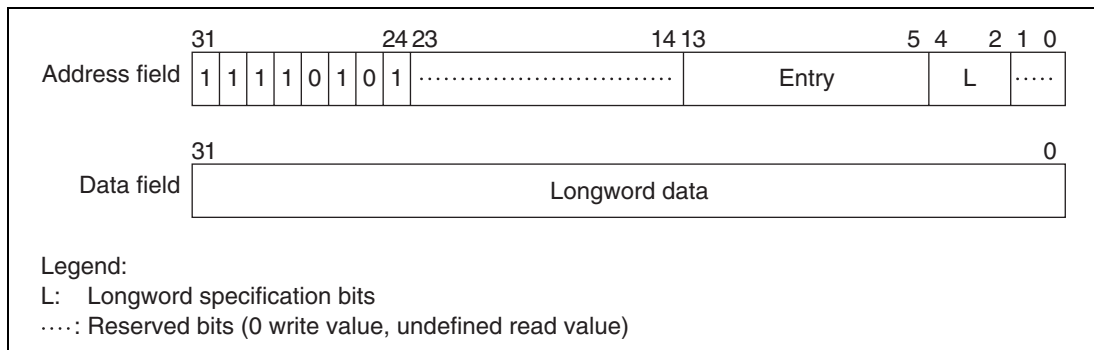 31 24 23 14 13 5 4 2 1 0
Address field 1 1 1 1 0 1 0 1 ............................... Entry L .....
31 0
Data field Longword data
Legend:
L: Longword specification bits
....: Reserved bits (0 write value, undefined read value)